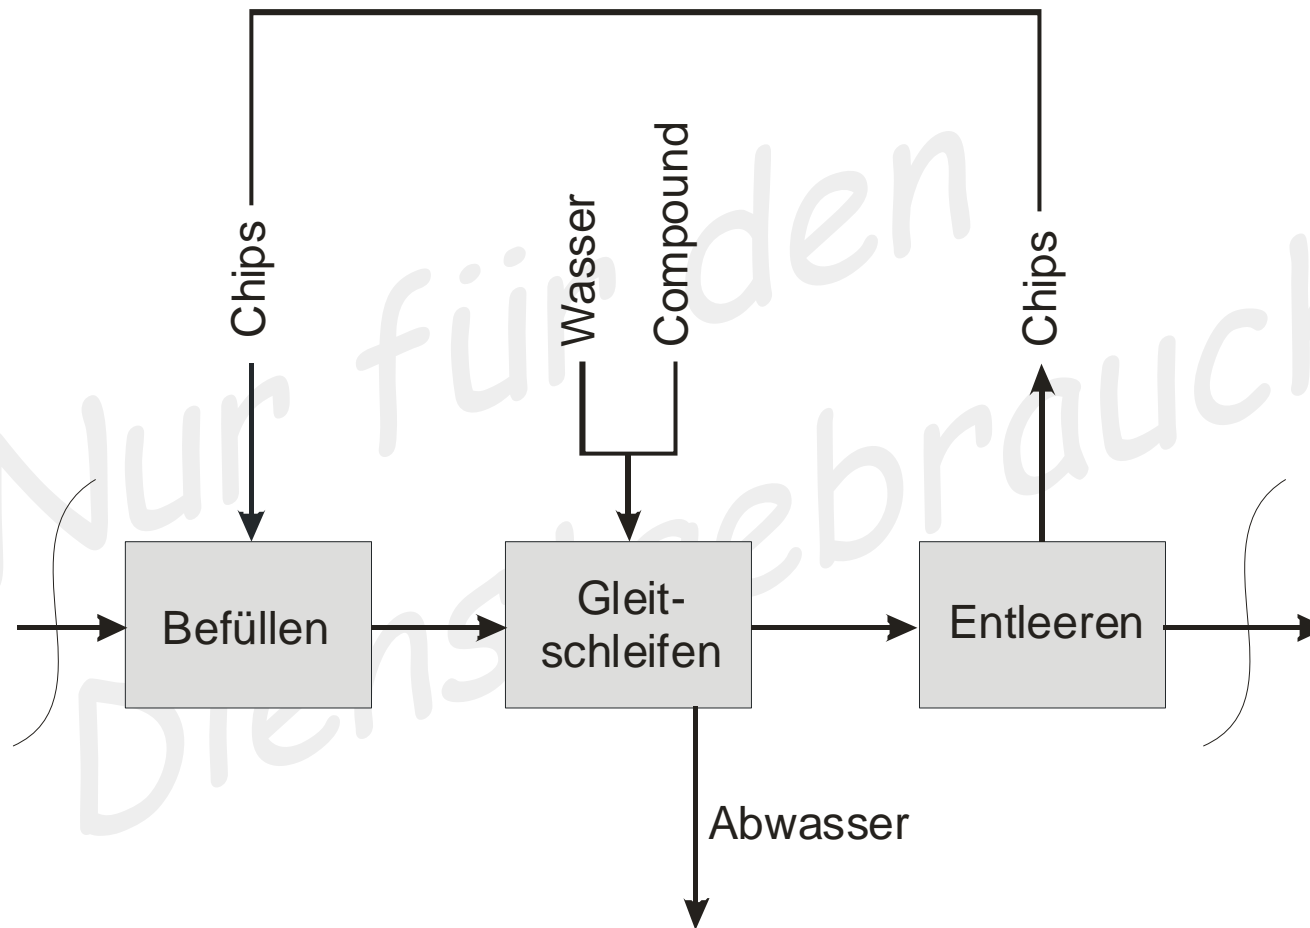 Chips
Wasser
Compound
Chips
Befüllen
Gleit-
schleifen
Entleeren
Abwasser
Nur für den
Dienstgebrauch